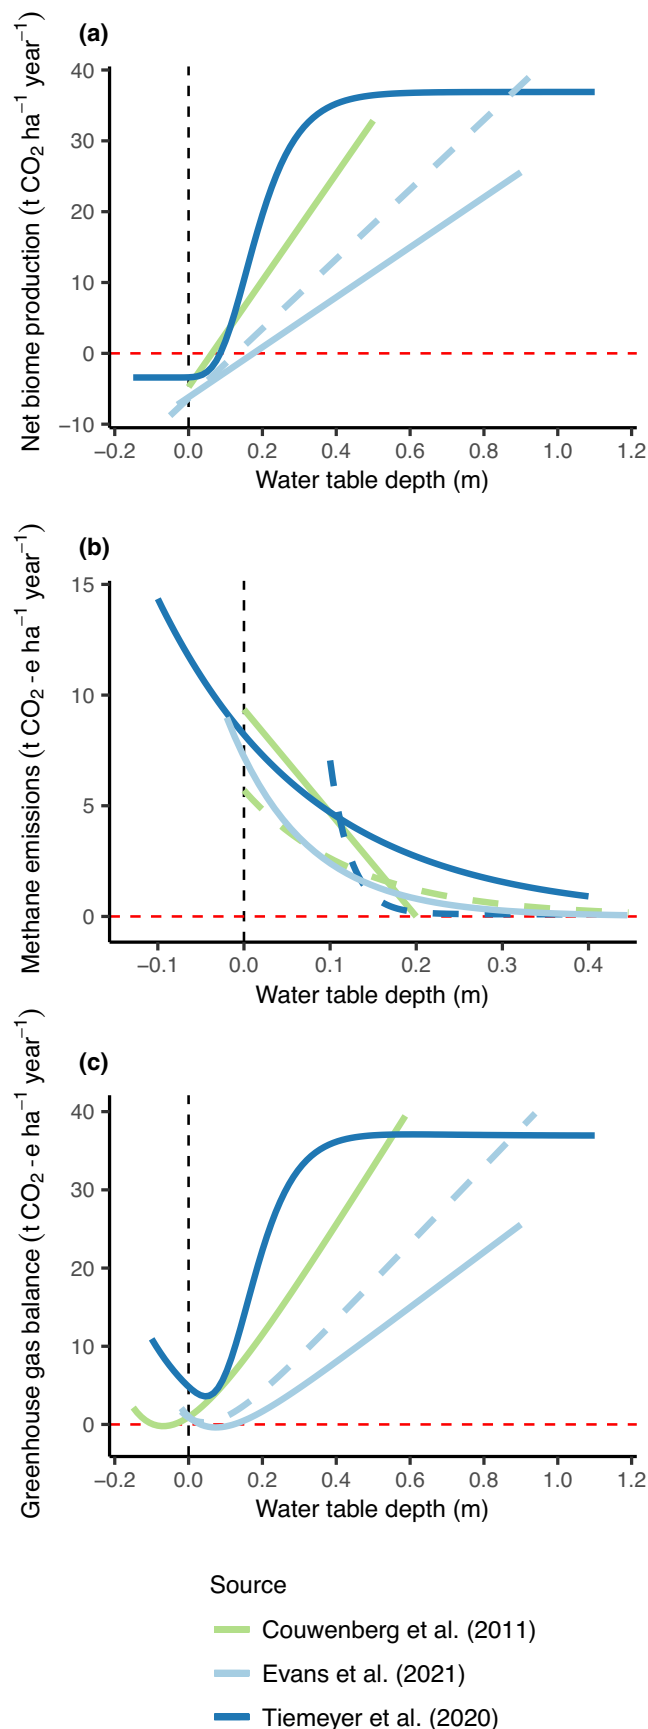 (a)
Net biome production (t CO₂ ha⁻¹ year⁻¹)
40
30
20
10
0
−10
−0.2 0.0 0.2 0.4 0.6 0.8 1.0 1.2
Water table depth (m)
(b)
Methane emissions (t CO₂ - e ha⁻¹ year⁻¹)
15
10
5
0
−0.1 0.0 0.1 0.2 0.3 0.4
Water table depth (m)
(c)
Greenhouse gas balance (t CO₂ - e ha⁻¹ year⁻¹)
40
30
20
10
0
−0.2 0.0 0.2 0.4 0.6 0.8 1.0 1.2
Water table depth (m)
Source
Couwenberg et al. (2011)
Evans et al. (2021)
Tiemeyer et al. (2020)